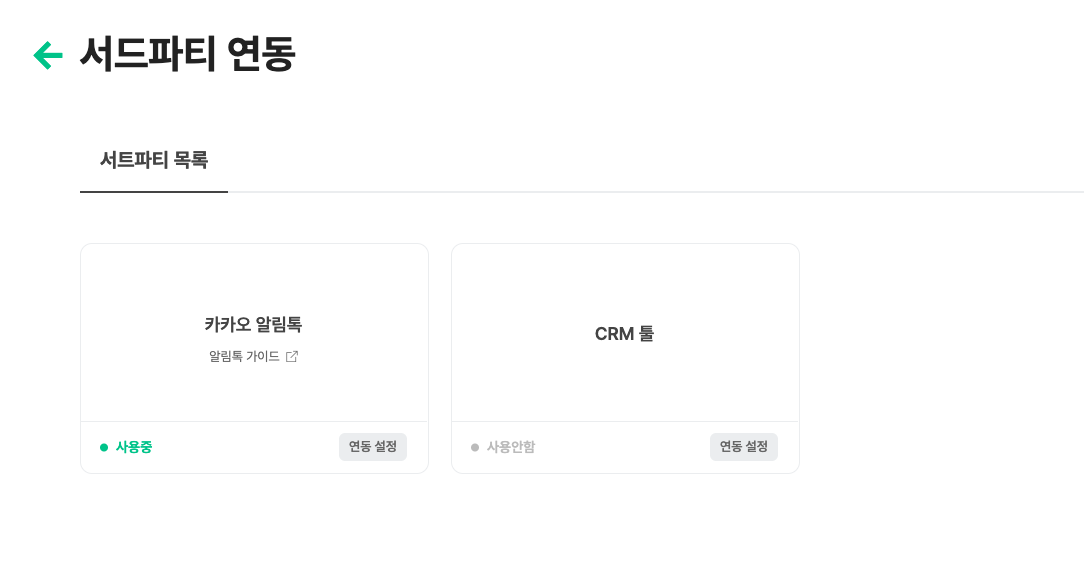 서드파티 연동
서트파티 목록
카카오 알림톡
알림톡 가이드
사용중
연동 설정
CRM 툴
사용안함
연동 설정